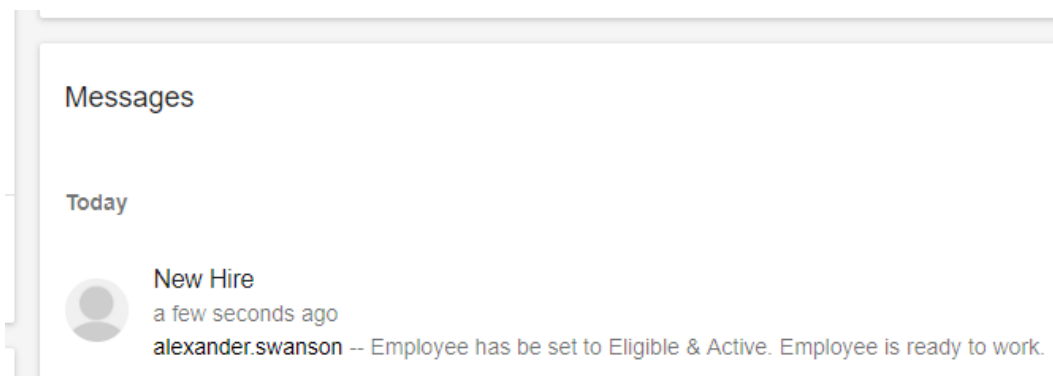 Messages
Today
New Hire
a few seconds ago
alexander.swanson -- Employee has be set to Eligible & Active. Employee is ready to work.